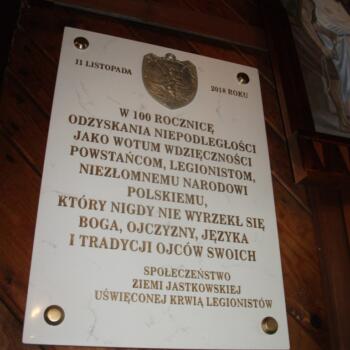 11 LISTOPADA 2018 ROKU
W 100 ROCZNICĘ
ODZYSKANIA NIEPODLEGŁOŚCI
JAKO WOTUM WDZIĘCZNOŚCI
POWSTAŃCOM, LEGIONISTOM,
NIEZŁOMNEMU NARODOWI
POLSKIEMU,
KTÓRY NIGDY NIE WYRZEKŁ SIĘ
BOGA, OJCZYZNY, JĘZYKA
I TRADYCJI OJCÓW SWOICH
SPOŁECZEŃSTWO
ZIEMI JASTKOWSKIEJ
UŚWIĘCONEJ KRWIĄ LEGIONISTÓW